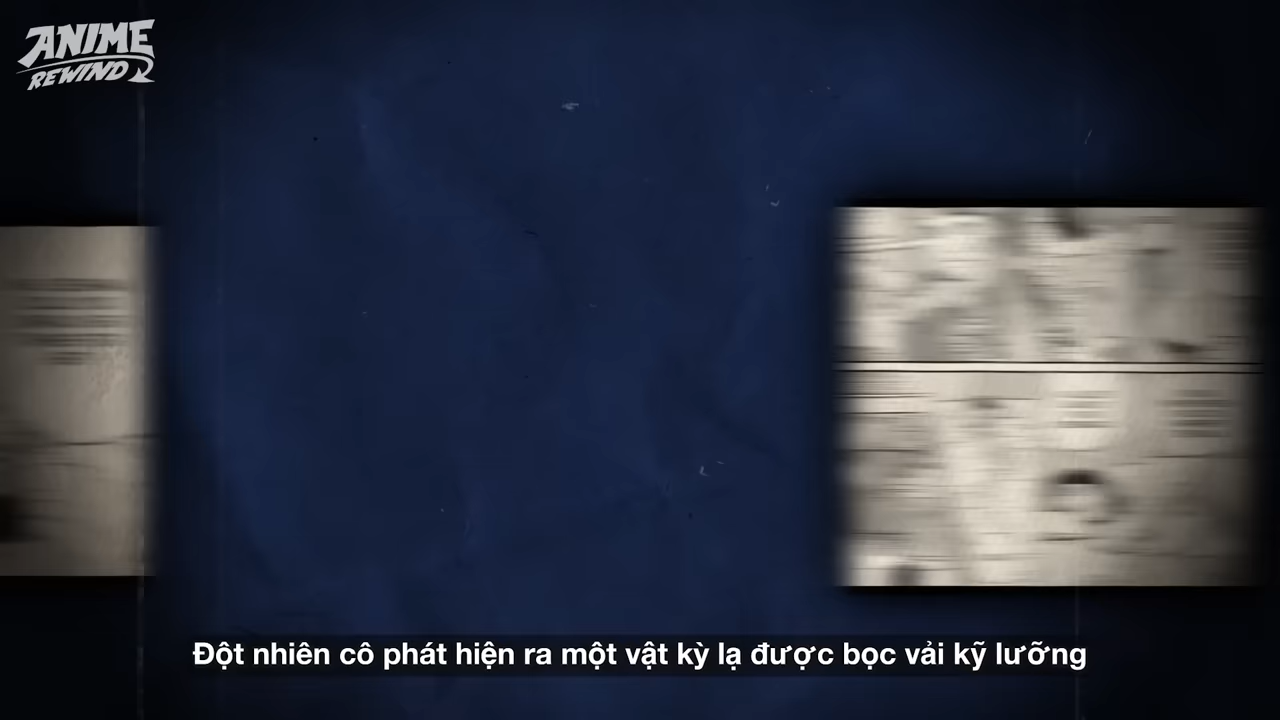 ANIME
REWIND
Đột nhiên cô phát hiện ra một vật kỳ lạ được bọc vải kỹ lưỡng